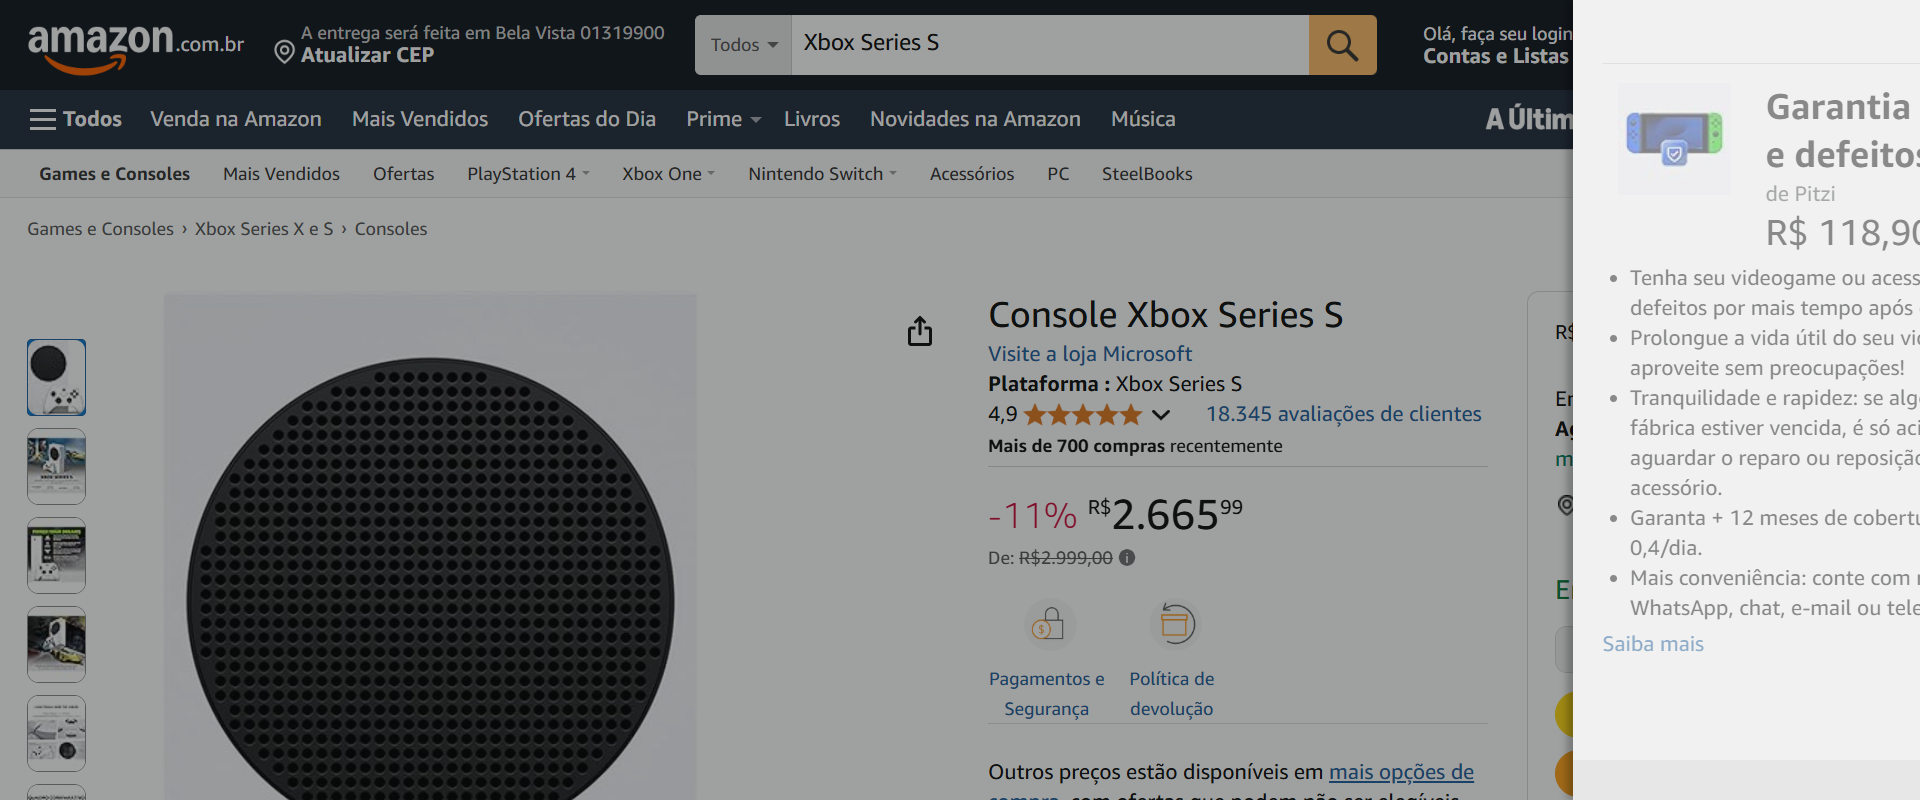 amazon.com.br
A entrega será feita em Bela Vista 01319900
Atualizar CEP
Todos
Xbox Series S
Olá, faça seu login
Contas e Listas
Todos
Venda na Amazon
Mais Vendidos
Ofertas do Dia
Prime
Livros
Novidades na Amazon
Música
A Últim
Games e Consoles
Mais Vendidos
Ofertas
PlayStation 4
Xbox One
Nintendo Switch
Acessórios
PC
SteelBooks
Games e Consoles › Xbox Series X e S › Consoles
Console Xbox Series S
Visite a loja Microsoft
Plataforma : Xbox Series S
4,9
18.345 avaliações de clientes
Mais de 700 compras recentemente
-11% R$2.66599
De: R$2.999,00
Pagamentos e
Segurança
Política de
devolução
Outros preços estão disponíveis em mais opções de
compra, com ofertas que podem não ser elegíveis
Garantia
e defeitos
de Pitzi
R$ 118,90
• Tenha seu videogame ou acess
defeitos por mais tempo após
• Prolongue a vida útil do seu vi
aproveite sem preocupações!
• Tranquilidade e rapidez: se alg
fábrica estiver vencida, é só aci
aguardar o reparo ou reposição
acessório.
• Garanta + 12 meses de cobertu
0,4/dia.
• Mais conveniência: conte com
WhatsApp, chat, e-mail ou tele
Saiba mais